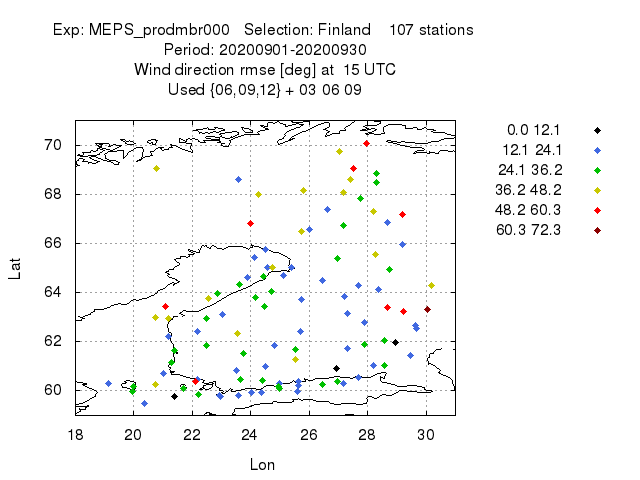 Exp: MEPS_prodmbr000   Selection: Finland    107 stations
Period: 20200901-20200930
Wind direction rmse [deg] at  15 UTC
Used {06,09,12} + 03 06 09
0.0 12.1
12.1 24.1
24.1 36.2
36.2 48.2
48.2 60.3
60.3 72.3
70
68
66
64
62
60
Lat
18 20 22 24 26 28 30
Lon